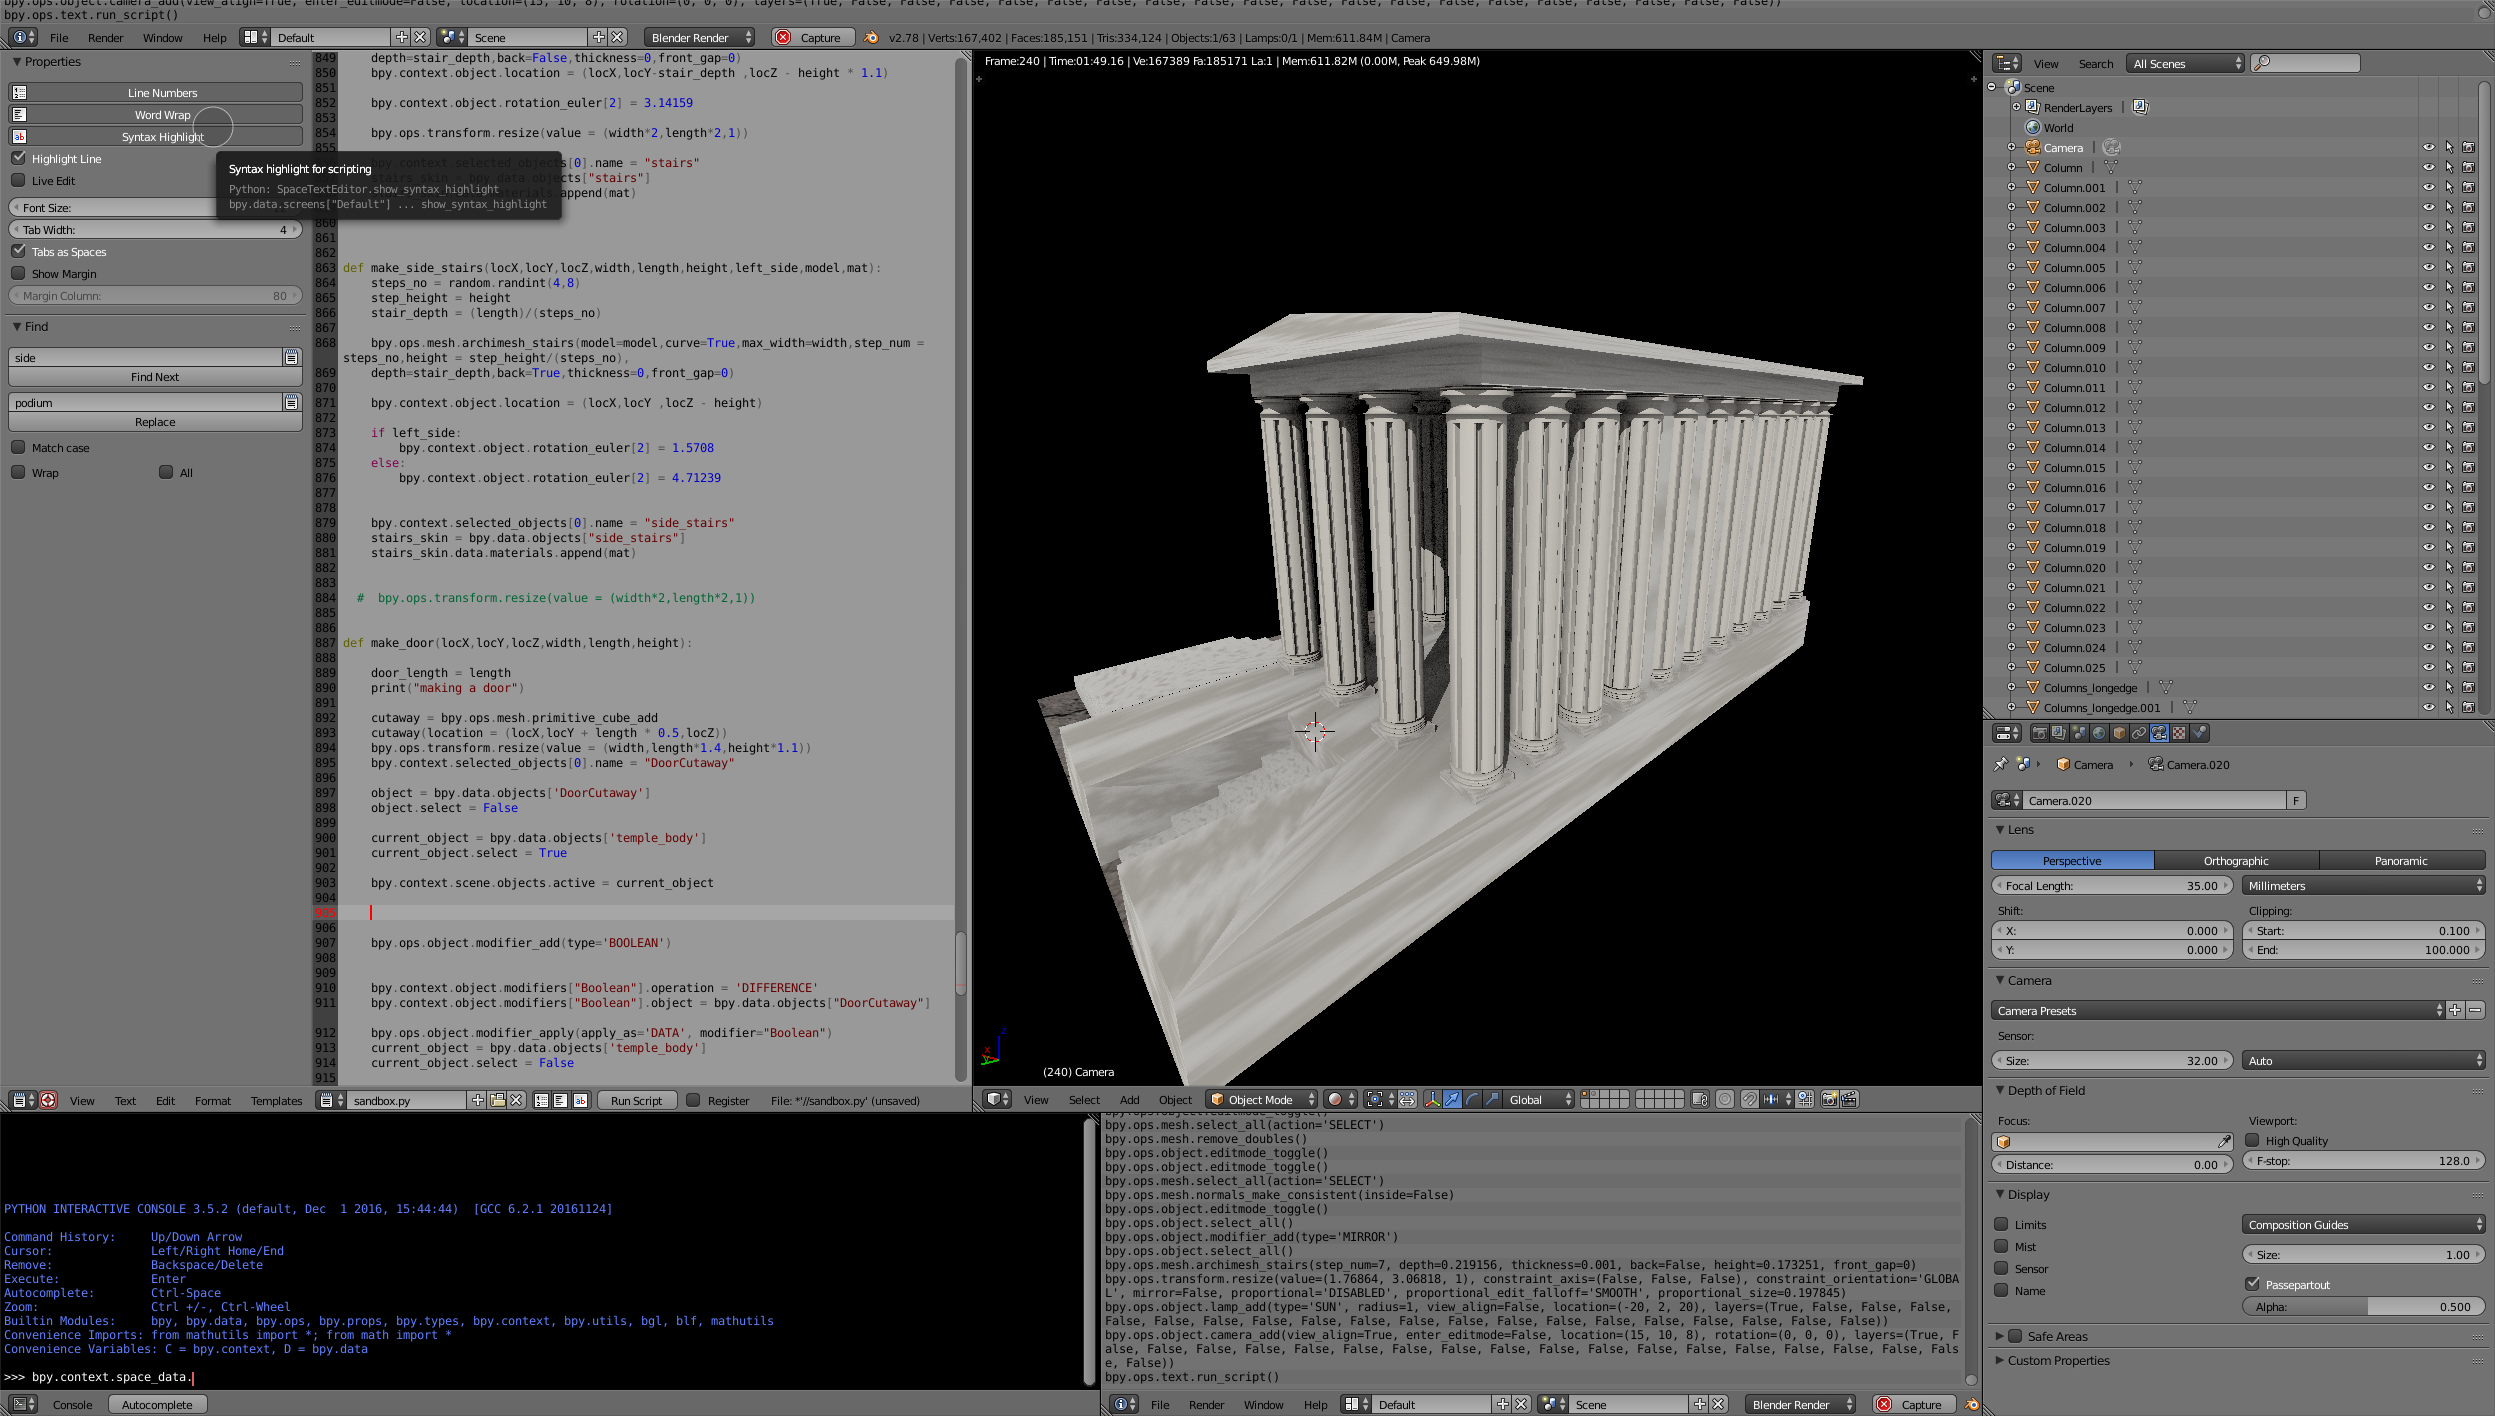 bpy.ops.object.camera_add(view_align=True, enter_editmode=False, location=(15, 10, 8), rotation=(0, 0, 0), layers=(True, False, False, False, False, False, False, False, False, False, False, False, False, False, False, False, False, False, False, False))
bpy.ops.text.run_script()
File Render Window Help Default Scene Blender Render Capture v2.78 | Verts:167,402 | Faces:185,151 | Tris:334,124 | Objects:1/63 | Lamps:0/1 | Mem:611.84M | Camera
Properties
Line Numbers
Word Wrap
Syntax Highlight
Highlight Line
Live Edit
Font Size:
Tab Width: 4
Tabs as Spaces
Show Margin
Margin Column: 80
Find
side
Find Next
podium
Replace
Match case
Wrap All
Syntax highlight for scripting
Python: SpaceTextEditor.show_syntax_highlight
bpy.data.screens["Default"] ... show_syntax_highlight
849 depth=stair_depth,back=False,thickness=0,front_gap=0)
850 bpy.context.object.location = (locX,locY-stair_depth ,locZ - height * 1.1)
851
852 bpy.context.object.rotation_euler[2] = 3.14159
853
854 bpy.ops.transform.resize(value = (width*2,length*2,1))
855
bpy.context.selected_objects[0].name = "stairs"
stairs_skin = bpy.data.objects["stairs"]
.append(mat)
860
861
862
863 def make_side_stairs(locX,locY,locZ,width,length,height,left_side,model,mat):
864 steps_no = random.randint(4,8)
865 step_height = height
866 stair_depth = (length)/(steps_no)
867
868 bpy.ops.mesh.archimesh_stairs(model=model,curve=True,max_width=width,step_num =
steps_no,height = step_height/(steps_no),
869 depth=stair_depth,back=True,thickness=0,front_gap=0)
870
871 bpy.context.object.location = (locX,locY ,locZ - height)
872
873 if left_side:
874 bpy.context.object.rotation_euler[2] = 1.5708
875 else:
876 bpy.context.object.rotation_euler[2] = 4.71239
877
878
879 bpy.context.selected_objects[0].name = "side_stairs"
880 stairs_skin = bpy.data.objects["side_stairs"]
881 stairs_skin.data.materials.append(mat)
882
883
884 # bpy.ops.transform.resize(value = (width*2,length*2,1))
885
886
887 def make_door(locX,locY,locZ,width,length,height):
888
889 door_length = length
890 print("making a door")
891
892 cutaway = bpy.ops.mesh.primitive_cube_add
893 cutaway(location = (locX,locY + length * 0.5,locZ))
894 bpy.ops.transform.resize(value = (width,length*1.4,height*1.1))
895 bpy.context.selected_objects[0].name = "DoorCutaway"
896
897 object = bpy.data.objects['DoorCutaway']
898 object.select = False
899
900 current_object = bpy.data.objects['temple_body']
901 current_object.select = True
902
903 bpy.context.scene.objects.active = current_object
904
905
906
907 bpy.ops.object.modifier_add(type='BOOLEAN')
908
909
910 bpy.context.object.modifiers["Boolean"].operation = 'DIFFERENCE'
911 bpy.context.object.modifiers["Boolean"].object = bpy.data.objects["DoorCutaway"]
912 bpy.ops.object.modifier_apply(apply_as='DATA', modifier="Boolean")
913 current_object = bpy.data.objects['temple_body']
914 current_object.select = False
915
View Text Edit Format Templates sandbox.py Run Script Register File: *'//sandbox.py' (unsaved)
Frame:240 | Time:01:49.16 | Ve:167389 Fa:185171 La:1 | Mem:611.82M (0.00M, Peak 649.98M)
(240) Camera
View Select Add Object Object Mode Global
View Search All Scenes
Scene
RenderLayers
World
Camera
Column
Column.001
Column.002
Column.003
Column.004
Column.005
Column.006
Column.007
Column.008
Column.009
Column.010
Column.011
Column.012
Column.013
Column.014
Column.015
Column.016
Column.017
Column.018
Column.019
Column.020
Column.021
Column.022
Column.023
Column.024
Column.025
Columns_longedge
Columns_longedge.001
Camera Camera.020
Camera.020 F
Lens
Perspective Orthographic Panoramic
Focal Length: 35.00 Millimeters
Shift: Clipping:
X: 0.000 Start: 0.100
Y: 0.000 End: 100.000
Camera
Camera Presets
Sensor:
Size: 32.00 Auto
Depth of Field
Focus: Viewport:
High Quality
Distance: 0.00 F-stop: 128.0
Display
Limits Composition Guides
Mist Size: 1.00
Sensor Passepartout
Name Alpha: 0.500
Safe Areas
Custom Properties
PYTHON INTERACTIVE CONSOLE 3.5.2 (default, Dec 1 2016, 15:44:44) [GCC 6.2.1 20161124]
Command History: Up/Down Arrow
Cursor: Left/Right Home/End
Remove: Backspace/Delete
Execute: Enter
Autocomplete: Ctrl-Space
Zoom: Ctrl +/-, Ctrl-Wheel
Builtin Modules: bpy, bpy.data, bpy.ops, bpy.props, bpy.types, bpy.context, bpy.utils, bgl, blf, mathutils
Convenience Imports: from mathutils import *; from math import *
Convenience Variables: C = bpy.context, D = bpy.data
>>> bpy.context.space_data.
Console Autocomplete
bpy.ops.object.editmode_toggle()
bpy.ops.mesh.select_all(action='SELECT')
bpy.ops.mesh.remove_doubles()
bpy.ops.object.editmode_toggle()
bpy.ops.object.editmode_toggle()
bpy.ops.mesh.select_all(action='SELECT')
bpy.ops.mesh.normals_make_consistent(inside=False)
bpy.ops.object.editmode_toggle()
bpy.ops.object.select_all()
bpy.ops.object.modifier_add(type='MIRROR')
bpy.ops.object.select_all()
bpy.ops.mesh.archimesh_stairs(step_num=7, depth=0.219156, thickness=0.001, back=False, height=0.173251, front_gap=0)
bpy.ops.transform.resize(value=(1.76864, 3.06818, 1), constraint_axis=(False, False, False), constraint_orientation='GLOBA
L', mirror=False, proportional='DISABLED', proportional_edit_falloff='SMOOTH', proportional_size=0.197845)
bpy.ops.object.lamp_add(type='SUN', radius=1, view_align=False, location=(-20, 2, 20), layers=(True, False, False, False,
False, False, False, False, False, False, False, False, False, False, False, False, False, False, False, False))
bpy.ops.object.camera_add(view_align=True, enter_editmode=False, location=(15, 10, 8), rotation=(0, 0, 0), layers=(True, F
alse, False, False, False, False, False, False, False, False, False, False, False, False, False, False, False, False, Fals
e, False))
bpy.ops.text.run_script()
File Render Window Help Default Scene Blender Render Capture